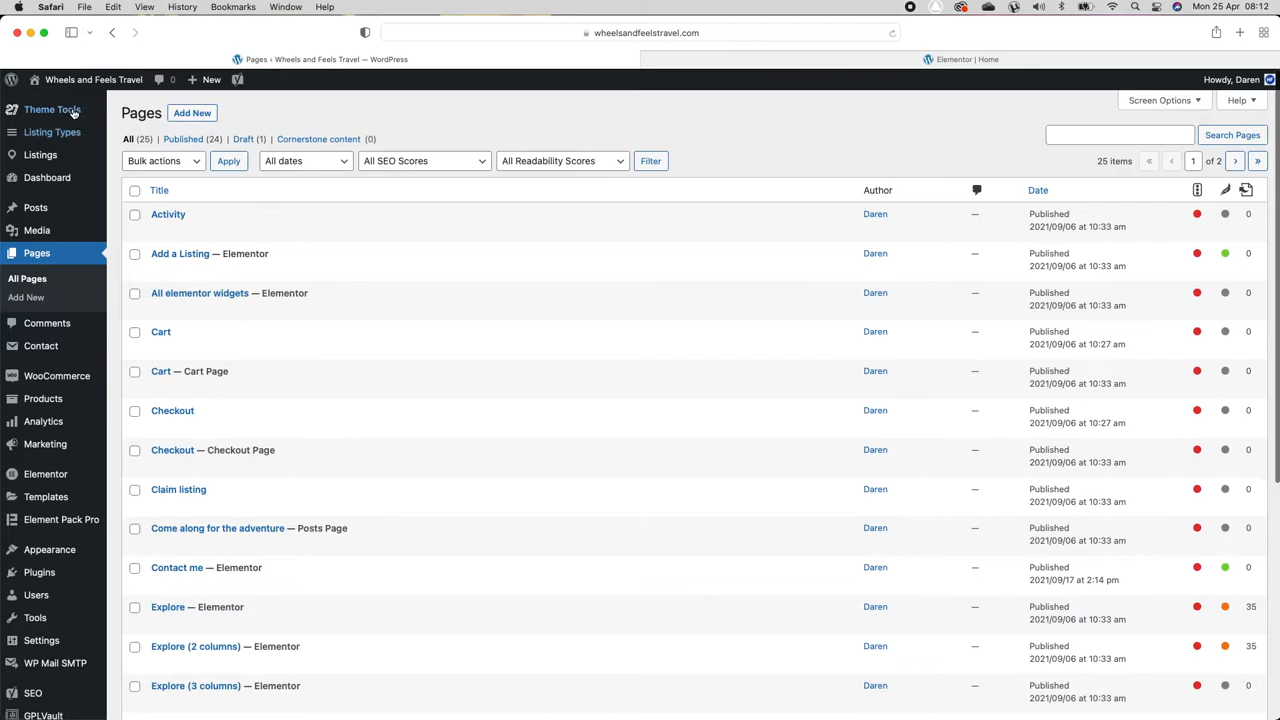 Safari File Edit View History Bookmarks Window Help Mon 25 Apr 08:12
wheelsandfeelstravel.com
Pages ‹ Wheels and Feels Travel — WordPress
Elementor | Home
Wheels and Feels Travel 0 + New Howdy, Daren
Theme Tools
Listing Types
Listings
Dashboard
Posts
Media
Pages
All Pages
Add New
Comments
Contact
WooCommerce
Products
Analytics
Marketing
Elementor
Templates
Element Pack Pro
Appearance
Plugins
Users
Tools
Settings
WP Mail SMTP
SEO
GPLVault
Screen Options Help
Pages Add New
All (25) | Published (24) | Draft (1) | Cornerstone content (0)
Search Pages
Bulk actions Apply All dates All SEO Scores All Readability Scores Filter 25 items « ‹ 1 of 2 › »
Title Author Date
Activity Daren — Published 0
2021/09/06 at 10:33 am
Add a Listing — Elementor Daren — Published 0
2021/09/06 at 10:33 am
All elementor widgets — Elementor Daren — Published 0
2021/09/06 at 10:33 am
Cart Daren — Published 0
2021/09/06 at 10:27 am
Cart — Cart Page Daren — Published 0
2021/09/06 at 10:33 am
Checkout Daren — Published 0
2021/09/06 at 10:27 am
Checkout — Checkout Page Daren — Published 0
2021/09/06 at 10:33 am
Claim listing Daren — Published 0
2021/09/06 at 10:33 am
Come along for the adventure — Posts Page Daren — Published 0
2021/09/06 at 10:33 am
Contact me — Elementor Daren — Published 0
2021/09/17 at 2:14 pm
Explore — Elementor Daren — Published 35
2021/09/06 at 10:33 am
Explore (2 columns) — Elementor Daren — Published 35
2021/09/06 at 10:33 am
Explore (3 columns) — Elementor Daren — Published 0
2021/09/06 at 10:33 am